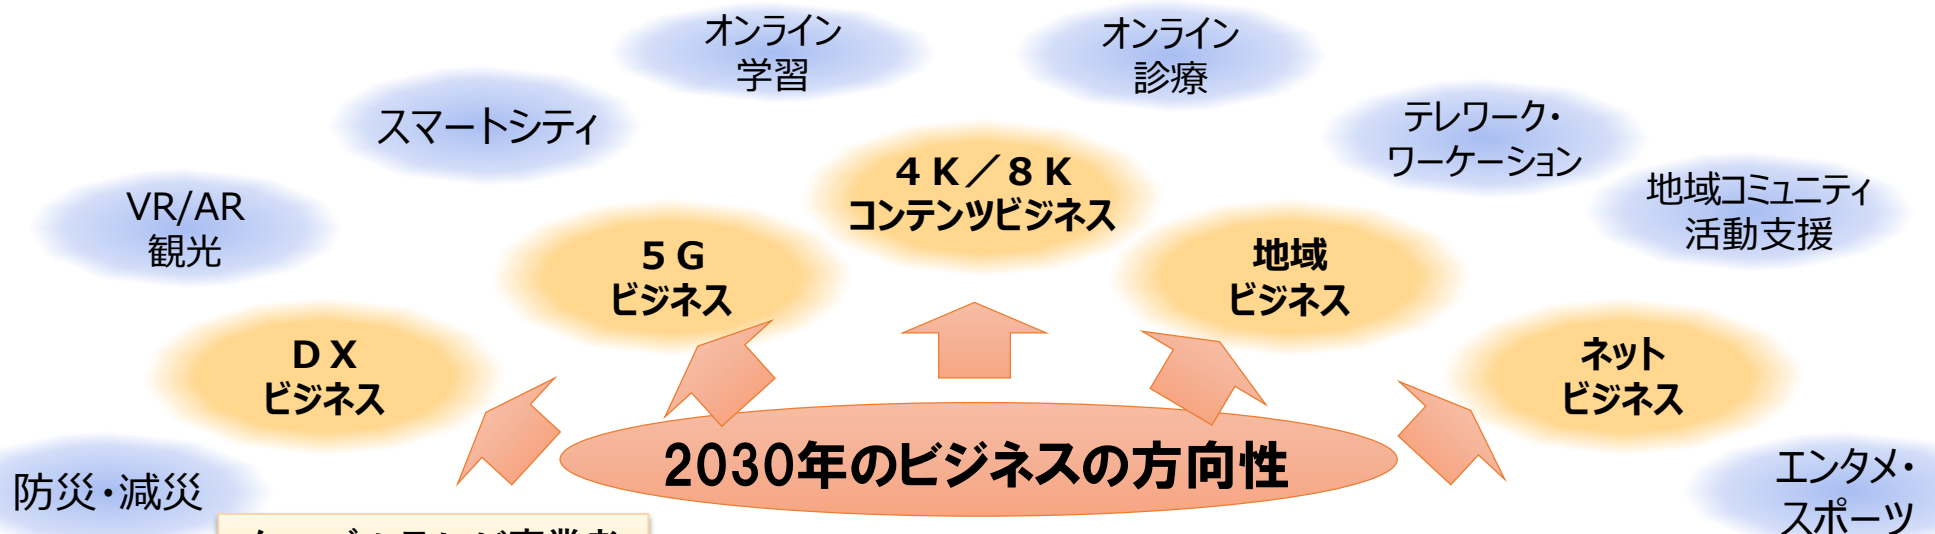 オンライン
学習
オンライン
診療
スマートシティ
テレワーク・
ワーケーション
４Ｋ／８Ｋ
コンテンツビジネス
VR/AR
観光
地域コミュニティ
活動支援
５Ｇ
ビジネス
地域
ビジネス
ＤＸ
ビジネス
ネット
ビジネス
2030年のビジネスの方向性
防災・減災
エンタメ・
スポーツ